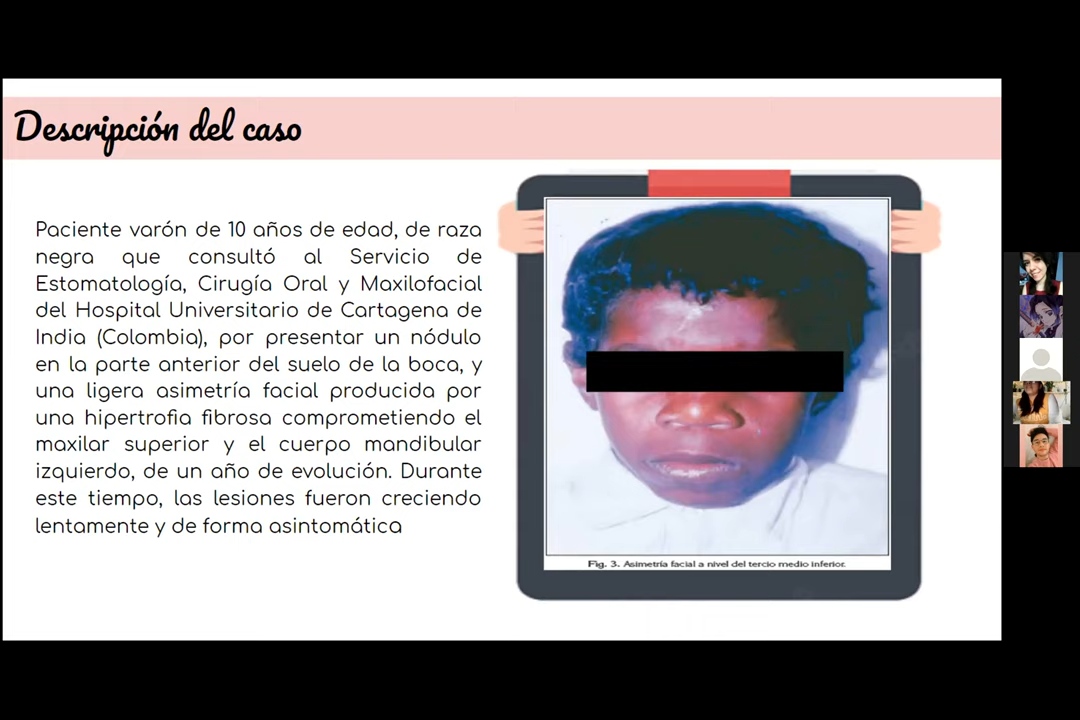 Descripción del caso
Paciente varón de 10 años de edad, de raza
negra que consultó al Servicio de
Estomatología, Cirugía Oral y Maxilofacial
del Hospital Universitario de Cartagena de
India (Colombia), por presentar un nódulo
en la parte anterior del suelo de la boca, y
una ligera asimetría facial producida por
una hipertrofia fibrosa comprometiendo el
maxilar superior y el cuerpo mandibular
izquierdo, de un año de evolución. Durante
este tiempo, las lesiones fueron creciendo
lentamente y de forma asintomática
Fig. 3. Asimetría facial a nivel del tercio medio inferior.